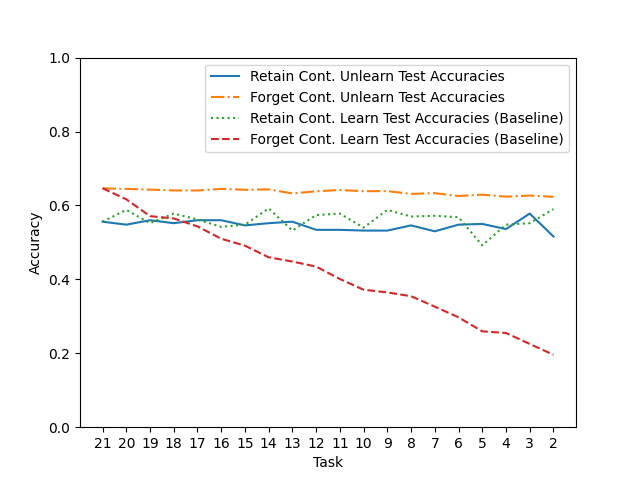 1.0
0.8
0.6
0.4
0.2
0.0
Accuracy
Retain Cont. Unlearn Test Accuracies
Forget Cont. Unlearn Test Accuracies
Retain Cont. Learn Test Accuracies (Baseline)
Forget Cont. Learn Test Accuracies (Baseline)
21 20 19 18 17 16 15 14 13 12 11 10 9 8 7 6 5 4 3 2
Task